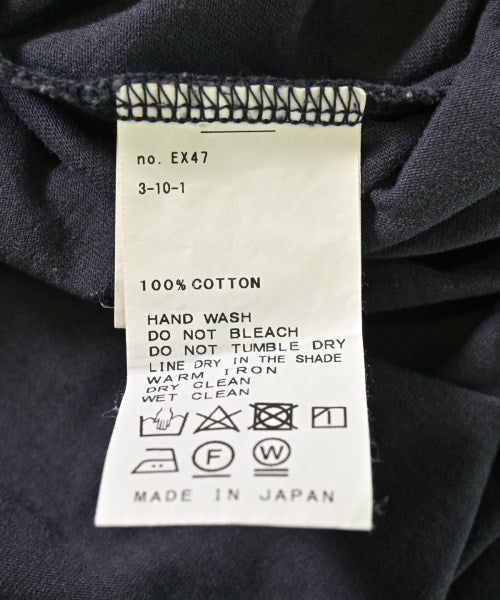 no. EX47
3-10-1
100% COTTON
HAND WASH
DO NOT BLEACH
DO NOT TUMBLE DRY
LINE DRY IN THE SHADE
WARM IRON
DRY CLEAN
WET CLEAN
F W
MADE IN JAPAN